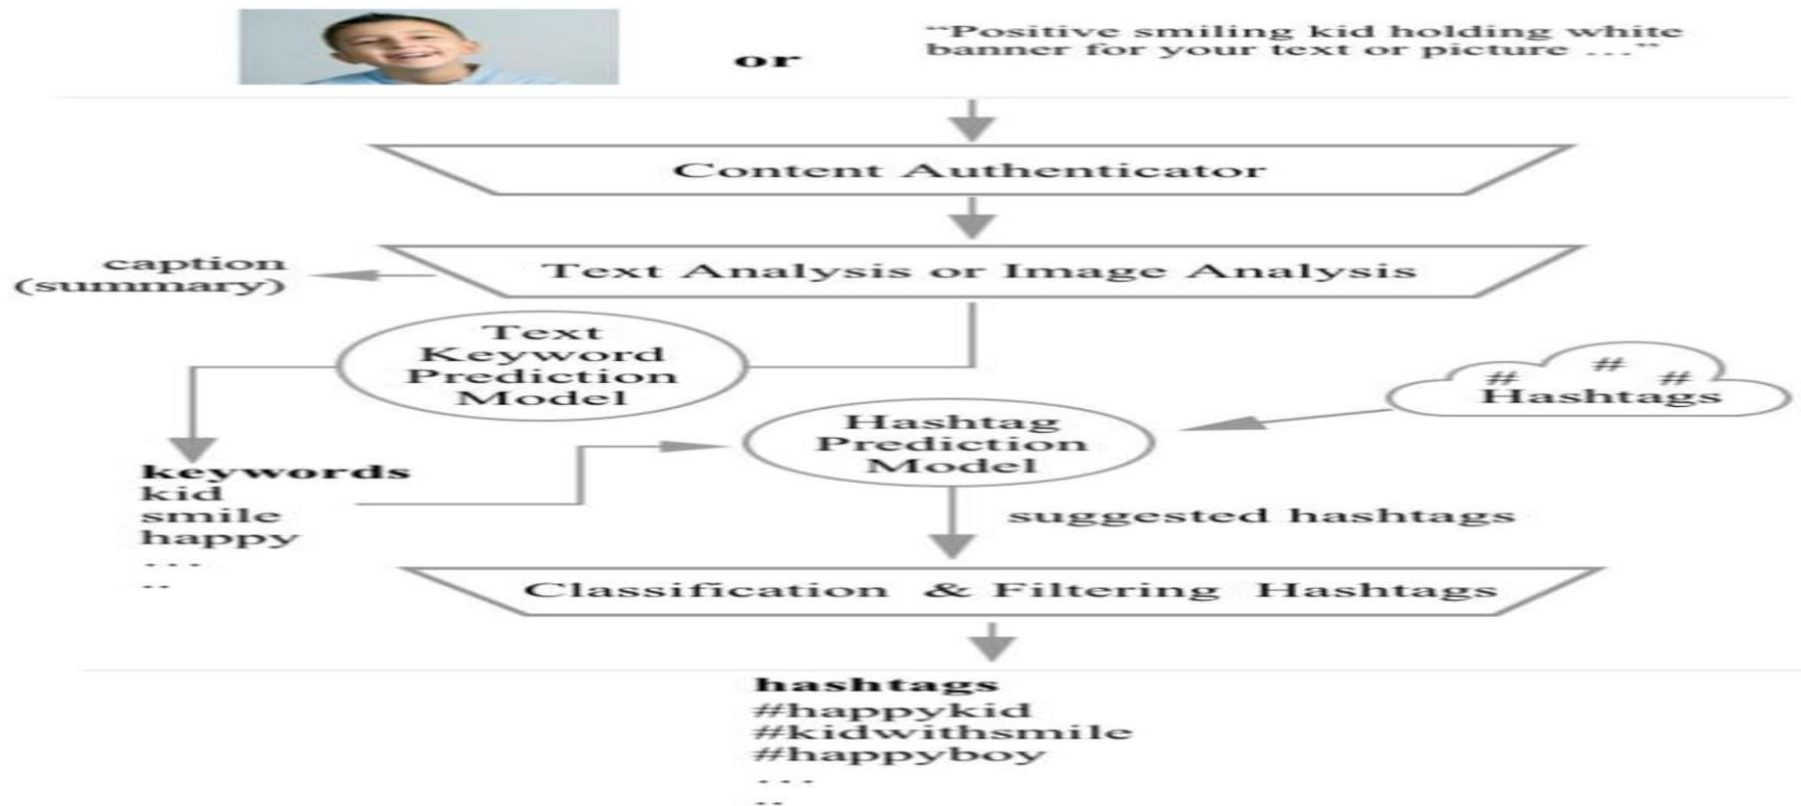 or
“Positive smiling kid holding white
banner for your text or picture ...”
Content Authenticator
Text Analysis or Image Analysis
caption
(summary)
Text
Keyword
Prediction
Model
# # #
Hashtags
Hashtag
Prediction
Model
keywords
kid
smile
happy
...
..
suggested hashtags
Classification & Filtering Hashtags
hashtags
#happykid
#kidwithsmile
#happyboy
...
..